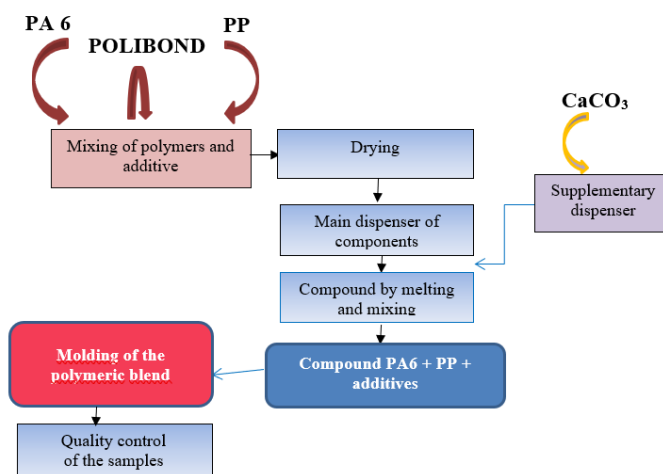 PA 6
POLIBOND
PP
CaCO₃
Mixing of polymers and
additive
Drying
Supplementary
dispenser
Main dispenser of
components
Compound by melting
and mixing
Molding of the
polymeric blend
Compound PA6 + PP +
additives
Quality control
of the samples